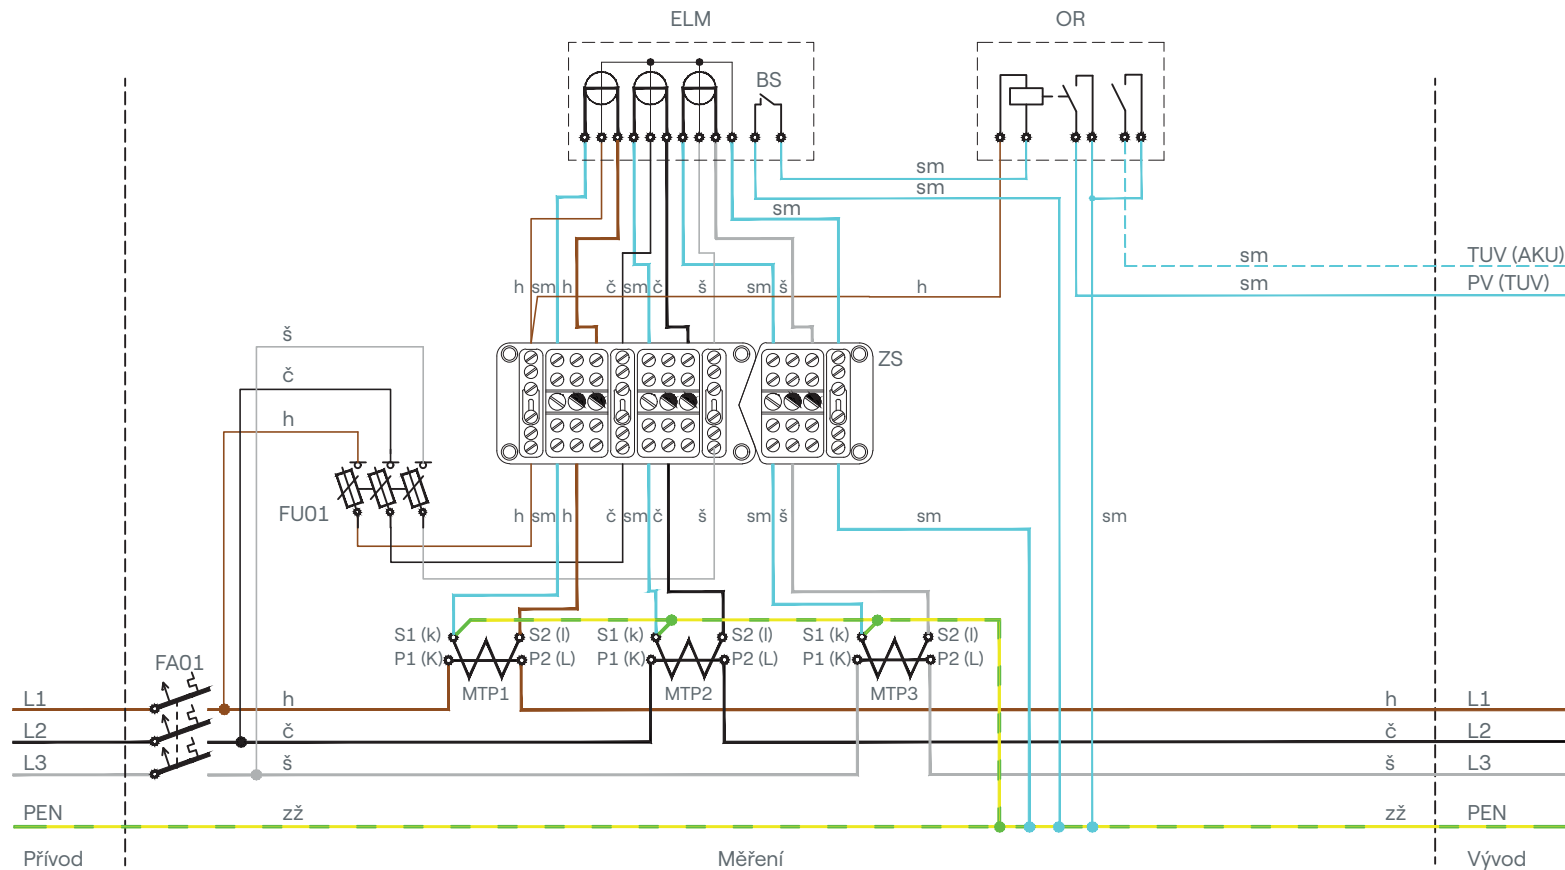 ELM
OR
BS
sm
sm
sm
sm
TUV (AKU)
sm
PV (TUV)
h
sm
h
č
sm
č
š
sm
š
h
ZS
š
č
h
FU01
h
sm
h
č
sm
č
š
sm
š
sm
sm
S1 (k)
S2 (l)
S1 (k)
S2 (l)
S1 (k)
S2 (l)
P1 (K)
P2 (L)
P1 (K)
P2 (L)
P1 (K)
P2 (L)
MTP1
MTP2
MTP3
FA01
L1
h
h
L1
L2
č
č
L2
L3
š
š
L3
PEN
zž
zž
PEN
Přívod
Měření
Vývod